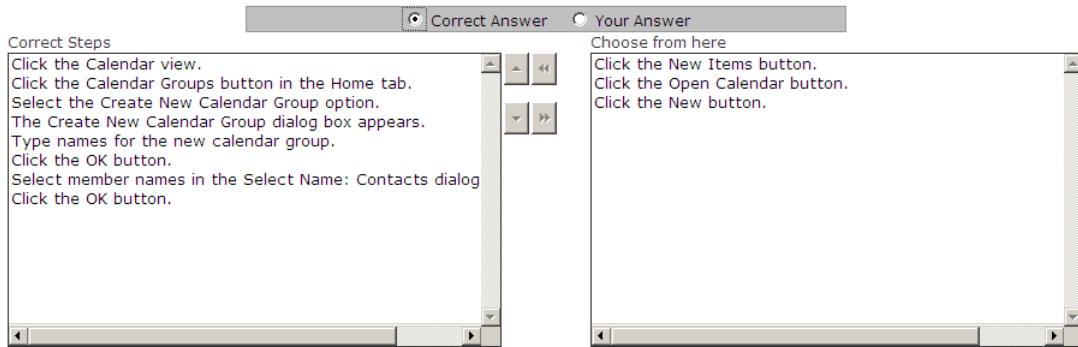 Correct Answer Your Answer
Correct Steps
Click the Calendar view.
Click the Calendar Groups button in the Home tab.
Select the Create New Calendar Group option.
The Create New Calendar Group dialog box appears.
Type names for the new calendar group.
Click the OK button.
Select member names in the Select Name: Contacts dialog
Click the OK button.
Choose from here
Click the New Items button.
Click the Open Calendar button.
Click the New button.